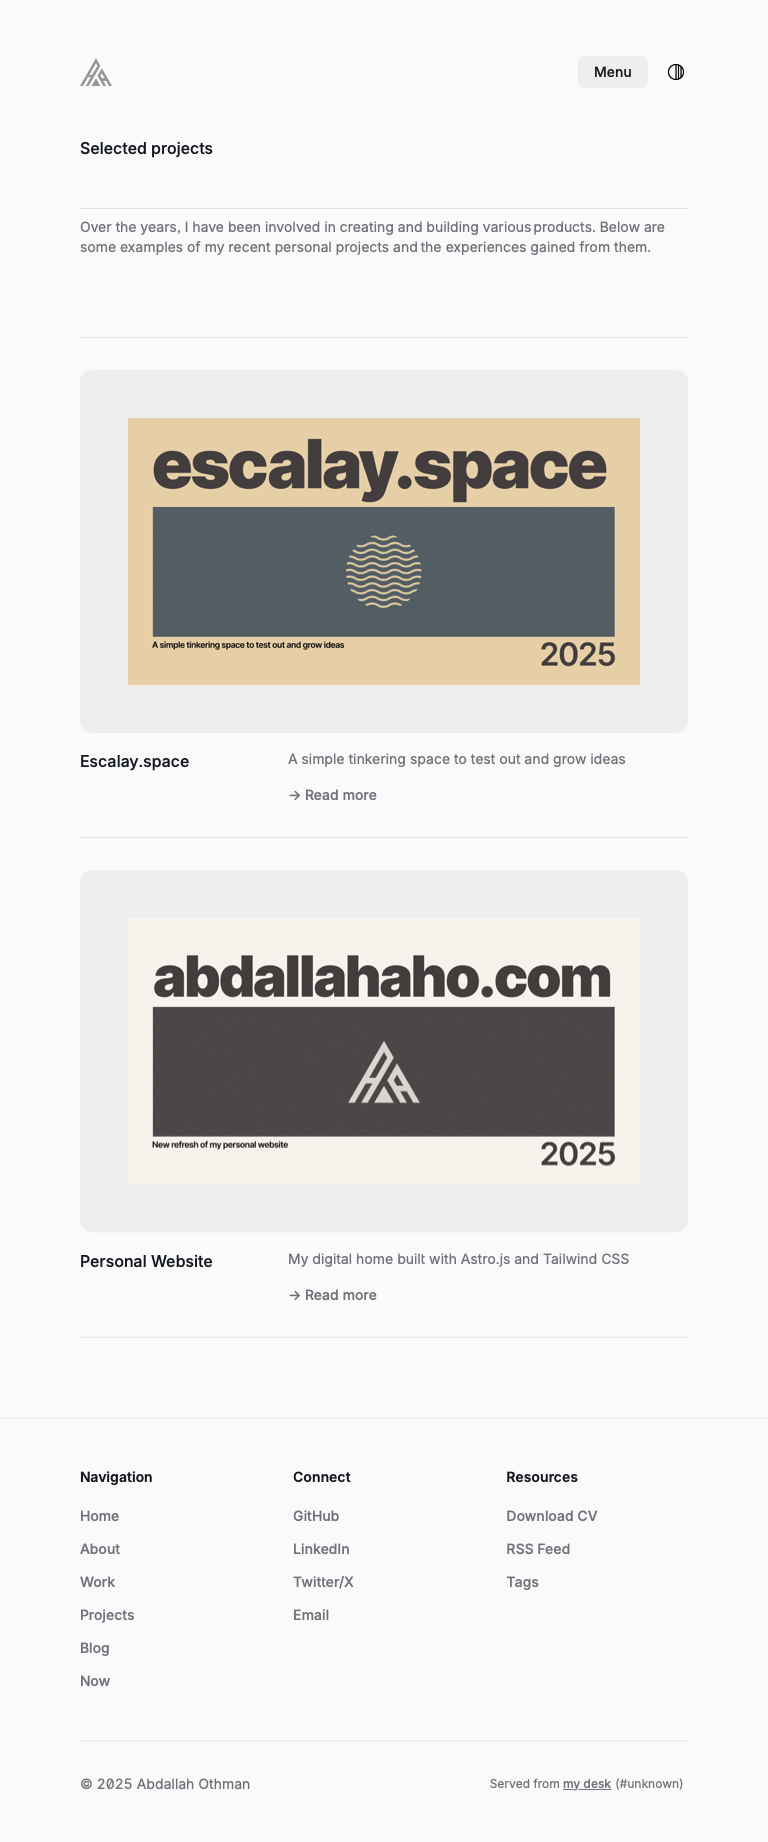 Menu
Selected projects
Over the years, I have been involved in creating and building various products. Below are
some examples of my recent personal projects and the experiences gained from them.
escalay.space
A simple tinkering space to test out and grow ideas
2025
Escalay.space
A simple tinkering space to test out and grow ideas
→ Read more
abdallahaho.com
New refresh of my personal website
2025
Personal Website
My digital home built with Astro.js and Tailwind CSS
→ Read more
Navigation
Home
About
Work
Projects
Blog
Now
Connect
GitHub
LinkedIn
Twitter/X
Email
Resources
Download CV
RSS Feed
Tags
© 2025 Abdallah Othman
Served from my desk (#unknown)